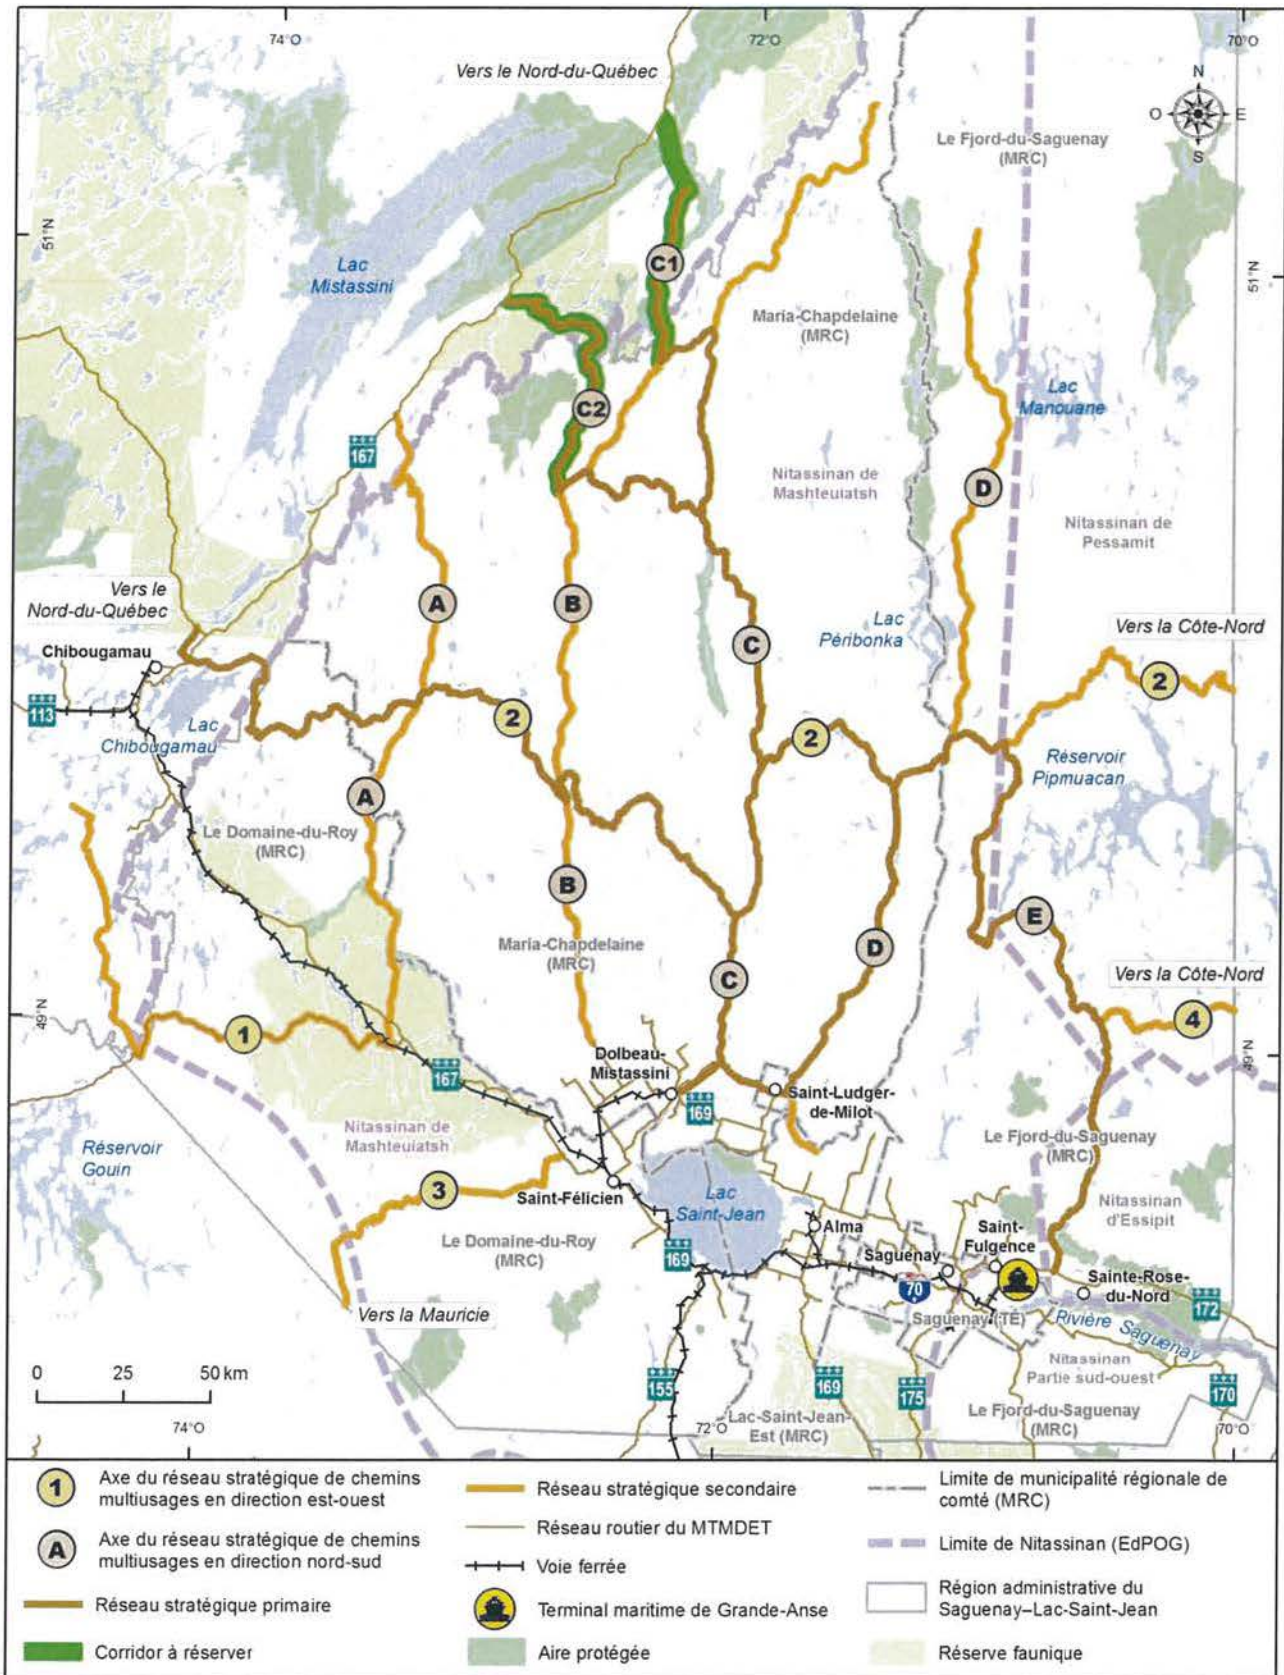 74°O
72°O
70°O
Vers le Nord-du-Québec
N
O
E
S
Le Fjord-du-Saguenay
(MRC)
51°N
51°N
Lac
Mistassini
C1
Maria-Chapdelaine
(MRC)
Lac
Manouane
C2
167
Nitassinan de
Mashteuiatsh
D
Nitassinan de
Pessamit
Vers le
Nord-du-Québec
A
B
C
Lac
Péribonka
Vers la Côte-Nord
2
Chibougamau
113
Lac
Chibougamau
2
2
Réservoir
Pipmuacan
A
Le Domaine-du-Roy
(MRC)
B
E
Maria-Chapdelaine
(MRC)
D
C
Vers la Côte-Nord
4
49°N
49°N
1
167
Dolbeau-
Mistassini
169
Saint-Ludger-
de-Milot
Nitassinan de
Mashteuiatsh
Le Fjord-du-Saguenay
(MRC)
Réservoir
Gouin
3
Saint-Félicien
Lac
Saint-Jean
Nitassinan
d'Essipit
Le Domaine-du-Roy
(MRC)
169
Alma
Saguenay
Saint-
Fulgence
70
Sainte-Rose-
du-Nord
172
Vers la Mauricie
Saguenay (TÉ)
Rivière Saguenay
0 25 50 km
155
169
175
Nitassinan
Partie sud-ouest
170
Lac-Saint-Jean-
Est (MRC)
Le Fjord-du-Saguenay
(MRC)
74°O
72°O
70°O
1
Axe du réseau stratégique de chemins
multiusages en direction est-ouest
A
Axe du réseau stratégique de chemins
multiusages en direction nord-sud
Réseau stratégique primaire
Corridor à réserver
Réseau stratégique secondaire
Réseau routier du MTMDET
Voie ferrée
Terminal maritime de Grande-Anse
Aire protégée
Limite de municipalité régionale de
comté (MRC)
Limite de Nitassinan (EdPOG)
Région administrative du
Saguenay–Lac-Saint-Jean
Réserve faunique